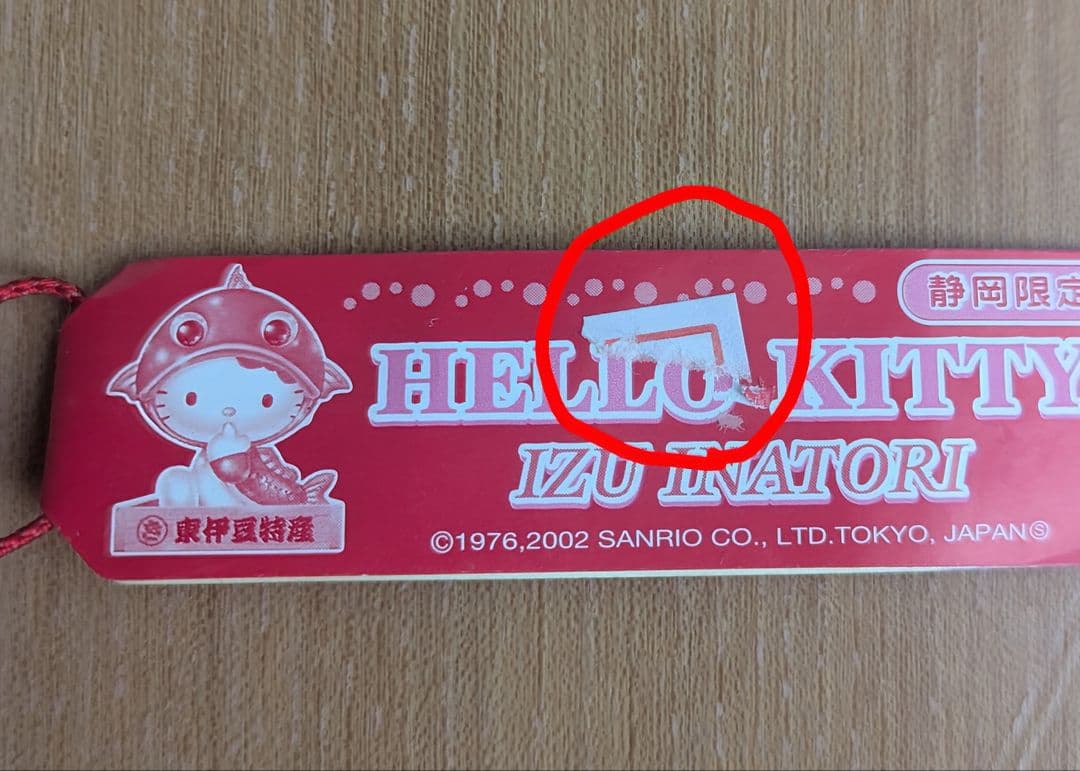 静岡限定
HELLO KITTY
IZU INATORI
東伊豆特産
©1976,2002 SANRIO CO., LTD.TOKYO, JAPANⓈ